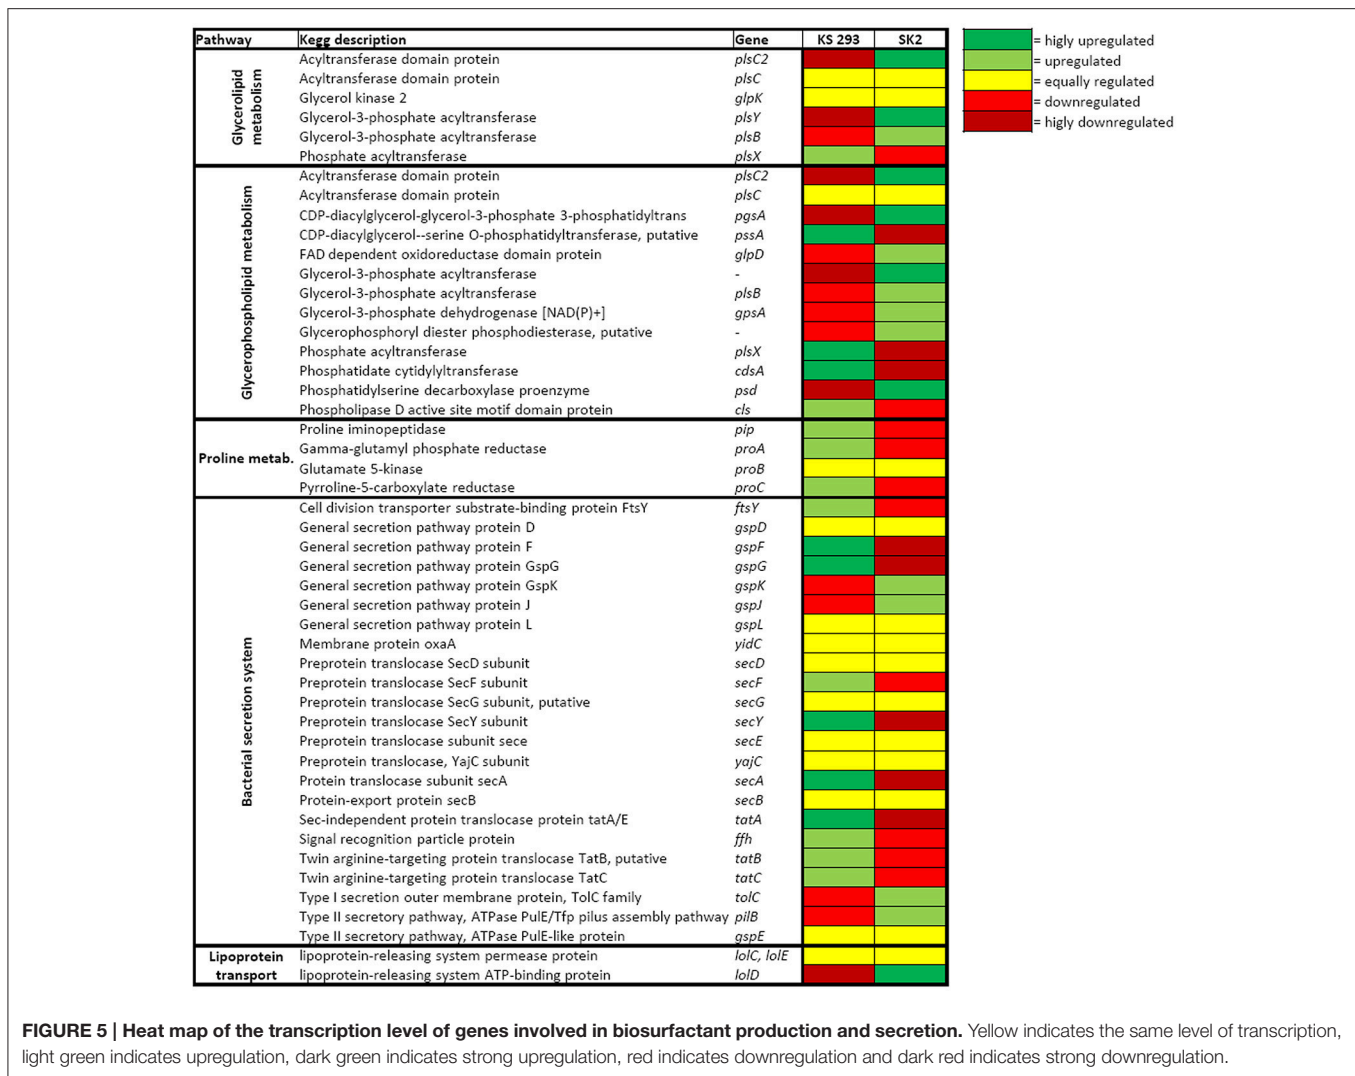 Pathway Kegg description Gene KS 293 SK2
Glycerolipid metabolism
Acyltransferase domain protein plsC2
Acyltransferase domain protein plsC
Glycerol kinase 2 glpK
Glycerol-3-phosphate acyltransferase plsY
Glycerol-3-phosphate acyltransferase plsB
Phosphate acyltransferase plsX
Glycerophospholipid metabolism
Acyltransferase domain protein plsC2
Acyltransferase domain protein plsC
CDP-diacylglycerol-glycerol-3-phosphate 3-phosphatidyltrans pgsA
CDP-diacylglycerol--serine O-phosphatidyltransferase, putative pssA
FAD dependent oxidoreductase domain protein glpD
Glycerol-3-phosphate acyltransferase -
Glycerol-3-phosphate acyltransferase plsB
Glycerol-3-phosphate dehydrogenase [NAD(P)+] gpsA
Glycerophosphoryl diester phosphodiesterase, putative -
Phosphate acyltransferase plsX
Phosphatidate cytidylyltransferase cdsA
Phosphatidylserine decarboxylase proenzyme psd
Phospholipase D active site motif domain protein cls
Proline metab.
Proline iminopeptidase pip
Gamma-glutamyl phosphate reductase proA
Glutamate 5-kinase proB
Pyrroline-5-carboxylate reductase proC
Bacterial secretion system
Cell division transporter substrate-binding protein FtsY ftsY
General secretion pathway protein D gspD
General secretion pathway protein F gspF
General secretion pathway protein GspG gspG
General secretion pathway protein GspK gspK
General secretion pathway protein J gspJ
General secretion pathway protein L gspL
Membrane protein oxaA yidC
Preprotein translocase SecD subunit secD
Preprotein translocase SecF subunit secF
Preprotein translocase SecG subunit, putative secG
Preprotein translocase SecY subunit secY
Preprotein translocase subunit sece secE
Preprotein translocase, YajC subunit yajC
Protein translocase subunit secA secA
Protein-export protein secB secB
Sec-independent protein translocase protein tatA/E tatA
Signal recognition particle protein ffh
Twin arginine-targeting protein translocase TatB, putative tatB
Twin arginine-targeting protein translocase TatC tatC
Type I secretion outer membrane protein, TolC family tolC
Type II secretory pathway, ATPase PulE/Tfp pilus assembly pathway pilB
Type II secretory pathway, ATPase PulE-like protein gspE
Lipoprotein transport
lipoprotein-releasing system permease protein lolC, lolE
lipoprotein-releasing system ATP-binding protein lolD
= higly upregulated
= upregulated
= equally regulated
= downregulated
= higly downregulated
FIGURE 5 | Heat map of the transcription level of genes involved in biosurfactant production and secretion. Yellow indicates the same level of transcription,
light green indicates upregulation, dark green indicates strong upregulation, red indicates downregulation and dark red indicates strong downregulation.